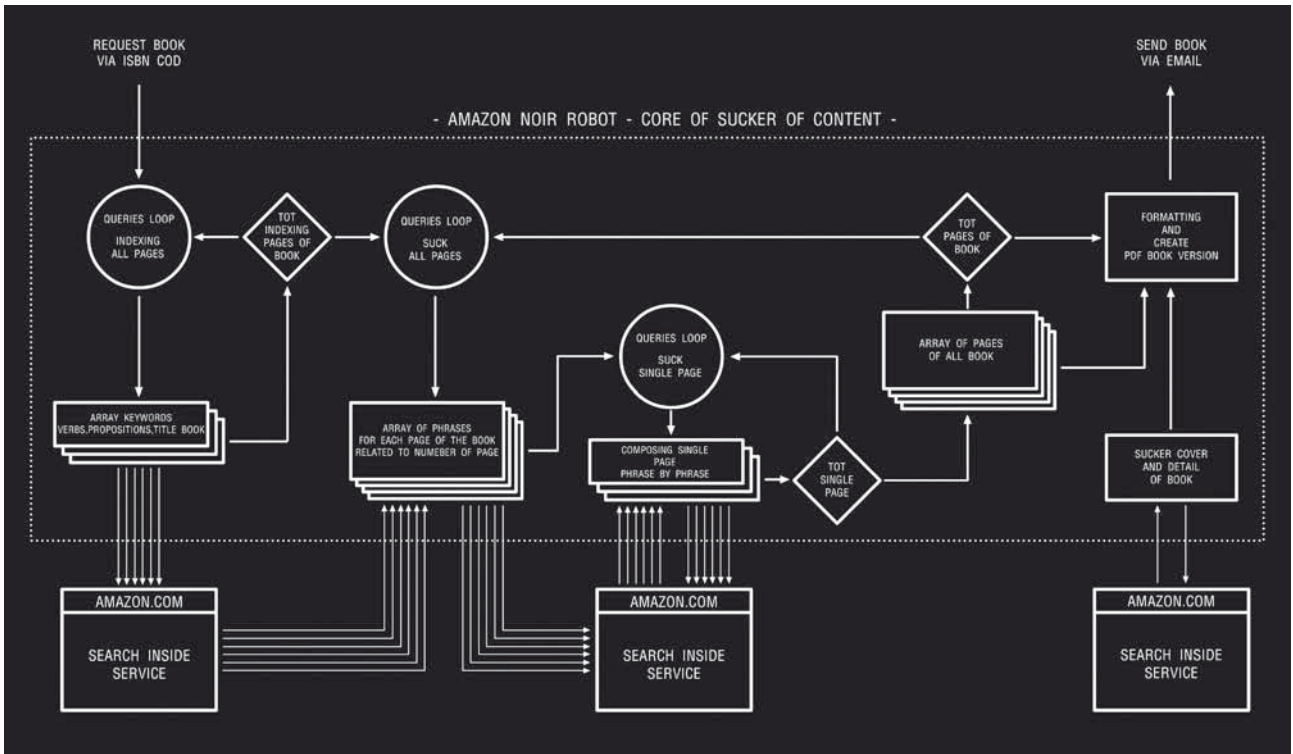 REQUEST BOOK
VIA ISBN COD
SEND BOOK
VIA EMAIL
- AMAZON NOIR ROBOT - CORE OF SUCKER OF CONTENT -
QUERIES LOOP
INDEXING
ALL PAGES
TOT
INDEXING
PAGES OF
BOOK
QUERIES LOOP
SUCK
ALL PAGES
TOT
PAGES OF
BOOK
FORMATTING
AND
CREATE
PDF BOOK VERSION
QUERIES LOOP
SUCK
SINGLE PAGE
ARRAY OF PAGES
OF ALL BOOK
ARRAY KEYWORDS
VERBS,PROPOSITIONS,TITLE BOOK
ARRAY OF PHRASES
FOR EACH PAGE OF THE BOOK
RELATED TO NUMEBER OF PAGE
COMPOSING SINGLE
PAGE
PHRASE BY PHRASE
TOT
SINGLE
PAGE
SUCKER COVER
AND DETAIL
OF BOOK
AMAZON.COM
SEARCH INSIDE
SERVICE
AMAZON.COM
SEARCH INSIDE
SERVICE
AMAZON.COM
SEARCH INSIDE
SERVICE